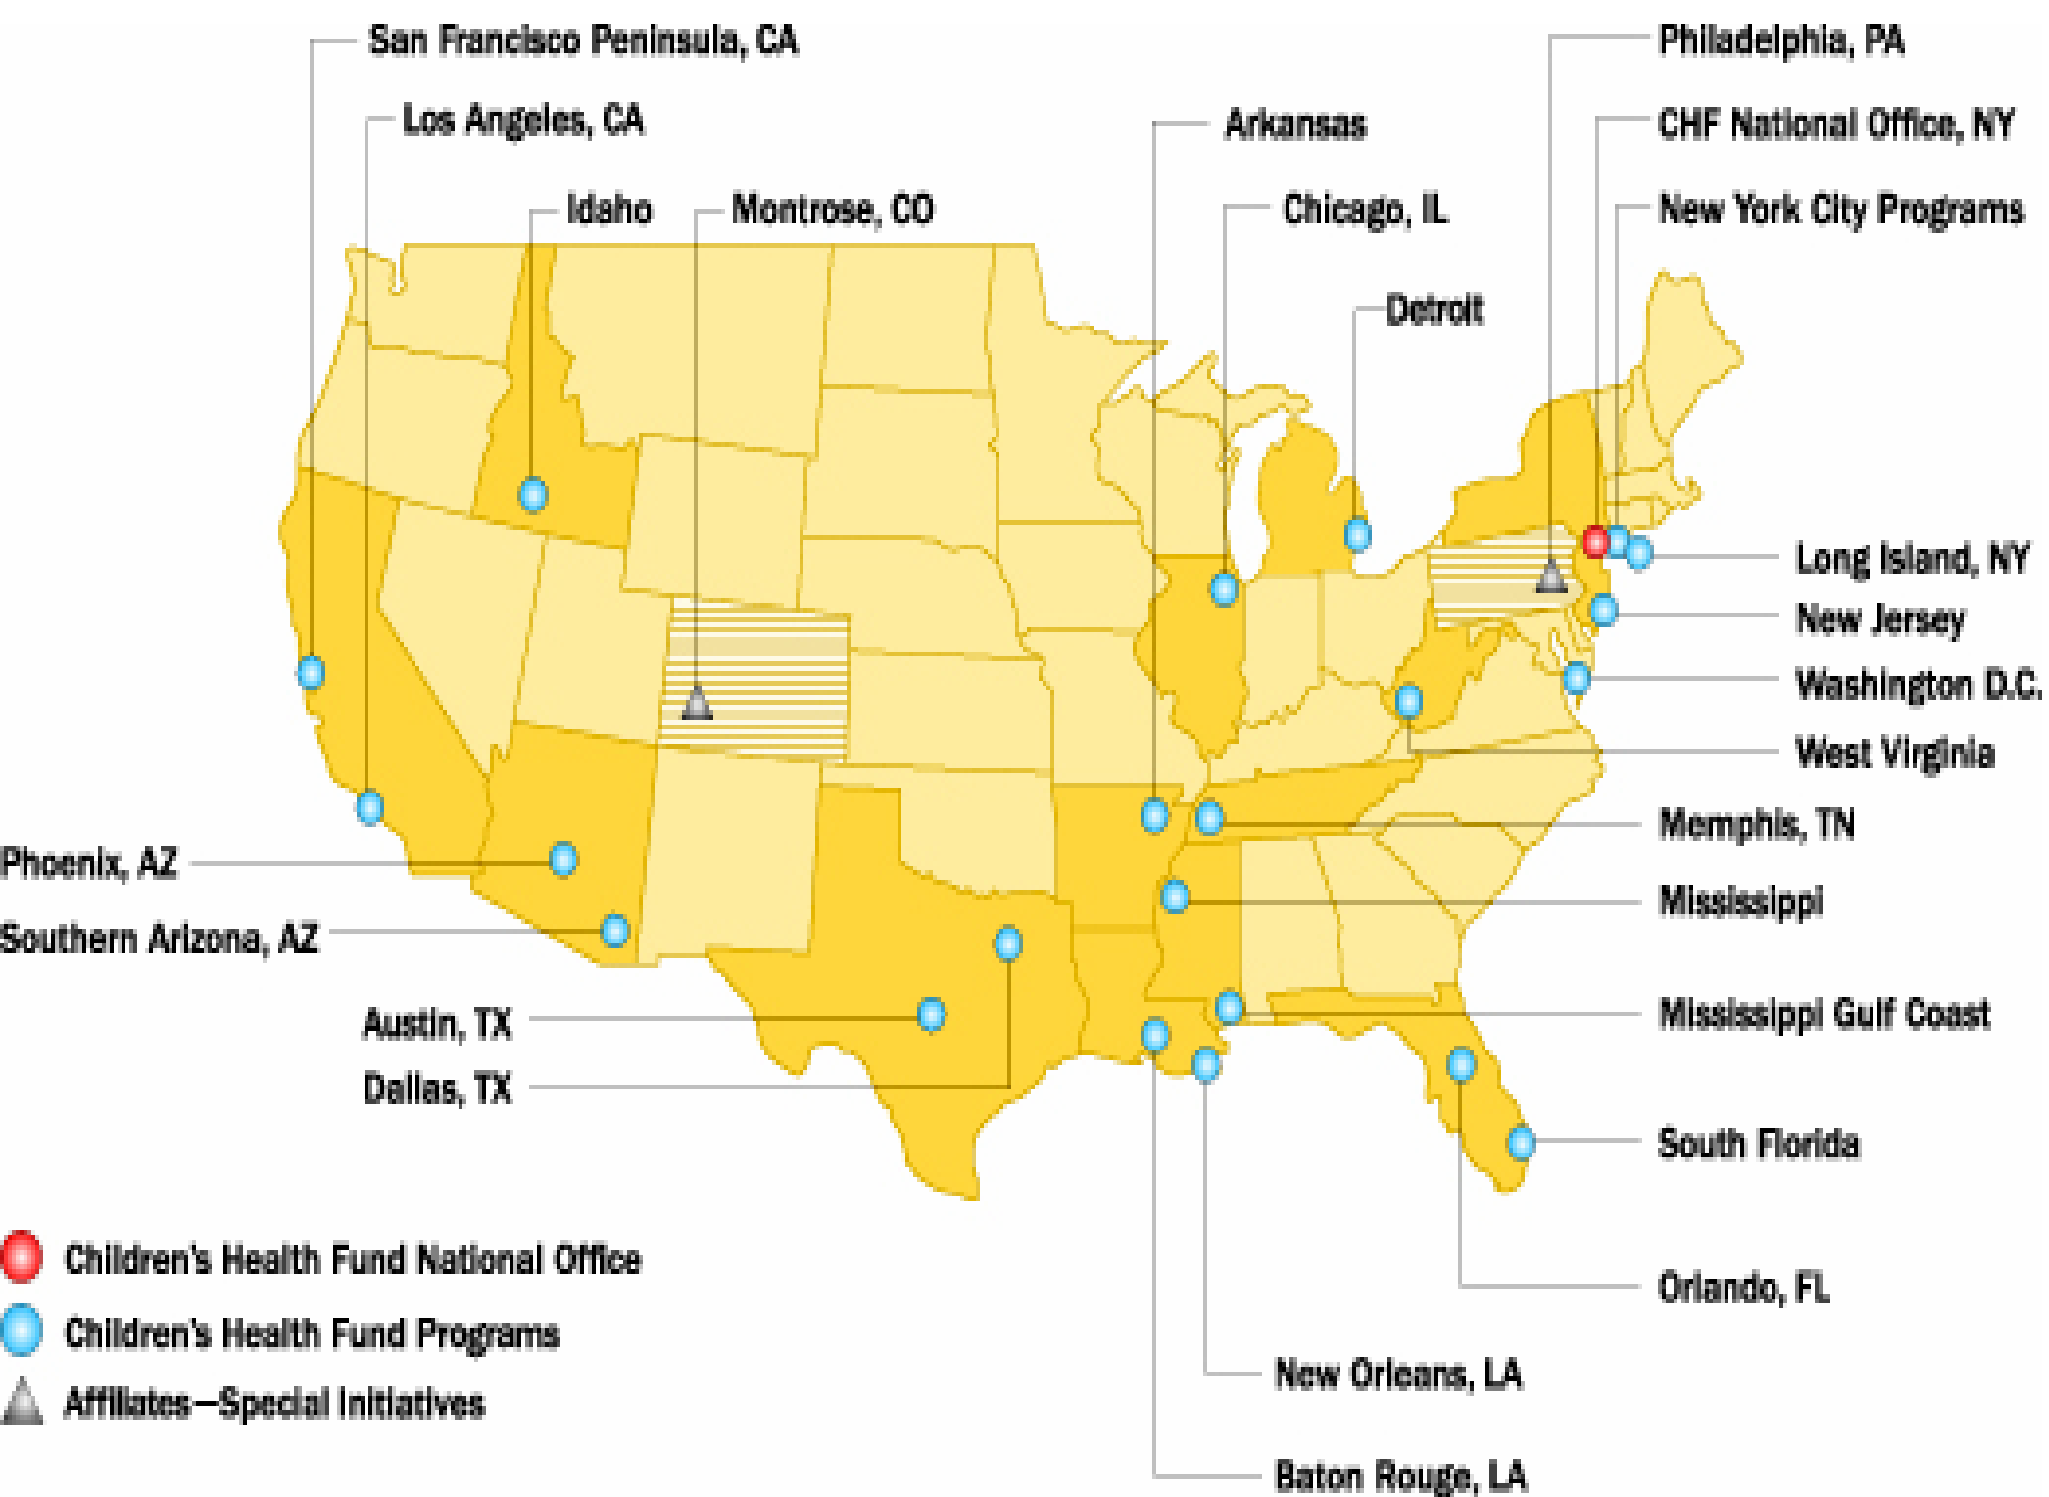 San Francisco Peninsula, CA
Philadelphia, PA
Los Angeles, CA
Arkansas
CHF National Office, NY
Idaho
Montrose, CO
Chicago, IL
New York City Programs
Detroit
Long Island, NY
New Jersey
Washington D.C.
West Virginia
Memphis, TN
Phoenix, AZ
Mississippi
Southern Arizona, AZ
Austin, TX
Mississippi Gulf Coast
Dallas, TX
South Florida
Children's Health Fund National Office
Orlando, FL
Children's Health Fund Programs
New Orleans, LA
Affiliates—Special Initiatives
Baton Rouge, LA